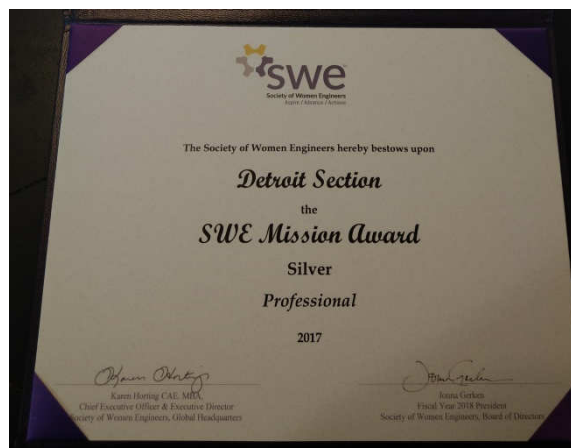 swe
Society of Women Engineers
Aspire / Advance / Achieve
The Society of Women Engineers hereby bestows upon
Detroit Section
the
SWE Mission Award
Silver
Professional
2017
Karen Horting CAE, MBA,
Chief Executive Officer & Executive Director
Society of Women Engineers, Global Headquarters
Jonna Gerken
Fiscal Year 2018 President
Society of Women Engineers, Board of Directors